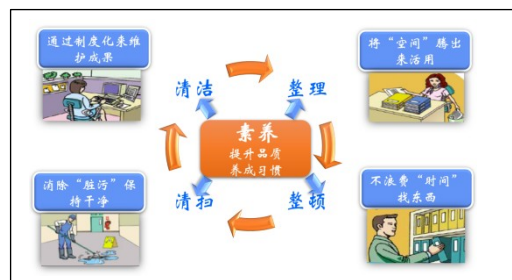 通过制度化来维
护成果
将“空间”腾出
来活用
清洁
整理
素养
提升品质
养成习惯
消除“脏污”保
持干净
不浪费“时间”
找东西
清扫
整顿